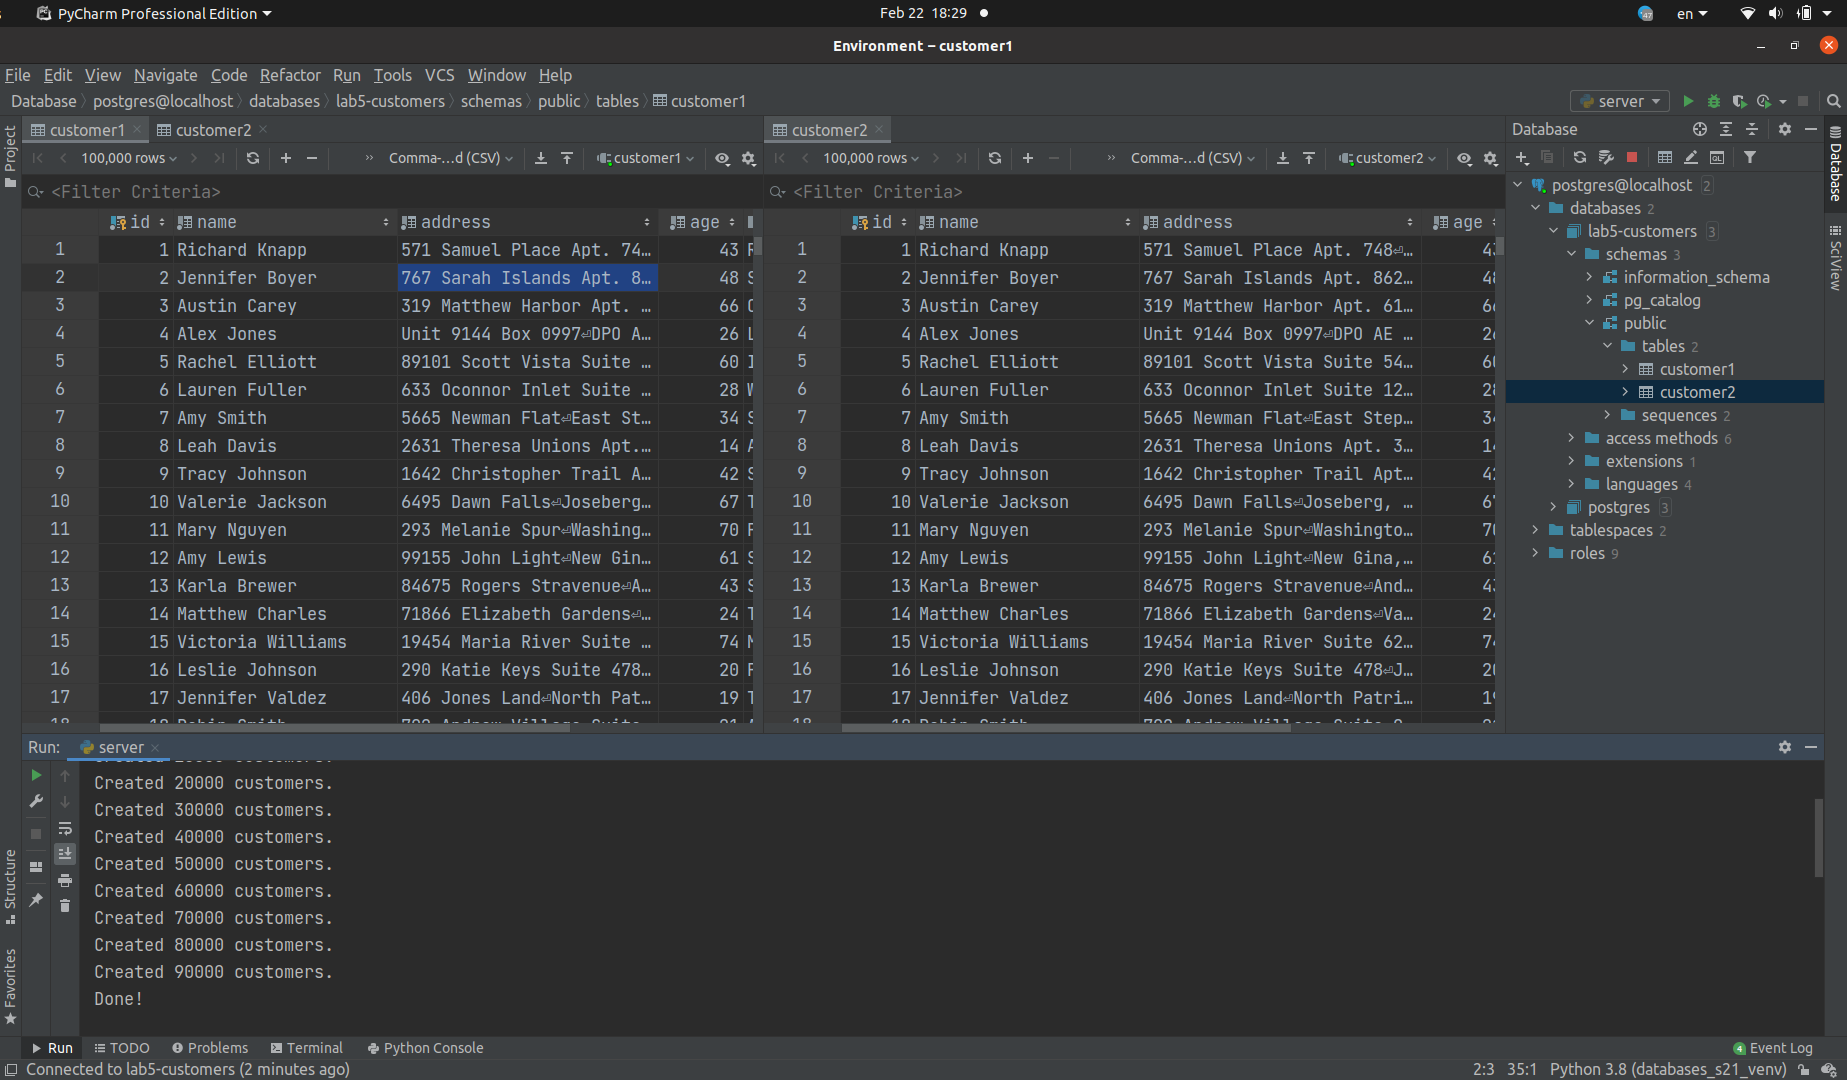 PyCharm Professional Edition
Feb 22 18:29
47
en
Environment – customer1
File Edit View Navigate Code Refactor Run Tools VCS Window Help
Database postgres@localhost databases lab5-customers schemas public tables customer1
server
Project
customer1 customer2
100,000 rows Comma-...d (CSV) customer1
<Filter Criteria>
id name address age
1 1 Richard Knapp 571 Samuel Place Apt. 74… 43
2 2 Jennifer Boyer 767 Sarah Islands Apt. 8… 48
3 3 Austin Carey 319 Matthew Harbor Apt. … 66
4 4 Alex Jones Unit 9144 Box 0997⏎DPO A… 26
5 5 Rachel Elliott 89101 Scott Vista Suite … 60
6 6 Lauren Fuller 633 Oconnor Inlet Suite … 28
7 7 Amy Smith 5665 Newman Flat⏎East St… 34
8 8 Leah Davis 2631 Theresa Unions Apt.… 14
9 9 Tracy Johnson 1642 Christopher Trail A… 42
10 10 Valerie Jackson 6495 Dawn Falls⏎Joseberg… 67
11 11 Mary Nguyen 293 Melanie Spur⏎Washing… 70
12 12 Amy Lewis 99155 John Light⏎New Gin… 61
13 13 Karla Brewer 84675 Rogers Stravenue⏎A… 43
14 14 Matthew Charles 71866 Elizabeth Gardens⏎… 24
15 15 Victoria Williams 19454 Maria River Suite … 74
16 16 Leslie Johnson 290 Katie Keys Suite 478… 20
17 17 Jennifer Valdez 406 Jones Land⏎North Pat… 19
customer2
100,000 rows Comma-...d (CSV) customer2
<Filter Criteria>
id name address age
1 1 Richard Knapp 571 Samuel Place Apt. 748⏎… 43
2 2 Jennifer Boyer 767 Sarah Islands Apt. 862… 48
3 3 Austin Carey 319 Matthew Harbor Apt. 61… 66
4 4 Alex Jones Unit 9144 Box 0997⏎DPO AE … 26
5 5 Rachel Elliott 89101 Scott Vista Suite 54… 60
6 6 Lauren Fuller 633 Oconnor Inlet Suite 12… 28
7 7 Amy Smith 5665 Newman Flat⏎East Step… 34
8 8 Leah Davis 2631 Theresa Unions Apt. 3… 14
9 9 Tracy Johnson 1642 Christopher Trail Apt… 42
10 10 Valerie Jackson 6495 Dawn Falls⏎Joseberg, … 67
11 11 Mary Nguyen 293 Melanie Spur⏎Washingto… 70
12 12 Amy Lewis 99155 John Light⏎New Gina,… 61
13 13 Karla Brewer 84675 Rogers Stravenue⏎And… 43
14 14 Matthew Charles 71866 Elizabeth Gardens⏎Va… 24
15 15 Victoria Williams 19454 Maria River Suite 62… 74
16 16 Leslie Johnson 290 Katie Keys Suite 478⏎J… 20
17 17 Jennifer Valdez 406 Jones Land⏎North Patri… 19
Database
postgres@localhost 2
databases 2
lab5-customers 3
schemas 3
information_schema
pg_catalog
public
tables 2
customer1
customer2
sequences 2
access methods 6
extensions 1
languages 4
postgres 3
tablespaces 2
roles 9
Database
SciView
Run: server
Created 20000 customers.
Created 30000 customers.
Created 40000 customers.
Created 50000 customers.
Created 60000 customers.
Created 70000 customers.
Created 80000 customers.
Created 90000 customers.
Done!
Structure
Favorites
Run TODO Problems Terminal Python Console
4 Event Log
Connected to lab5-customers (2 minutes ago)
2:3 35:1 Python 3.8 (databases_s21_venv)